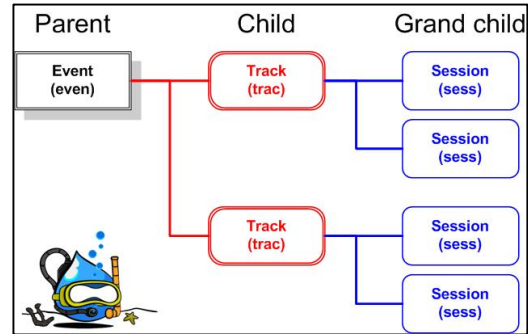 Parent Child Grand child
Event
(even)
Track
(trac)
Session
(sess)
Session
(sess)
Track
(trac)
Session
(sess)
Session
(sess)